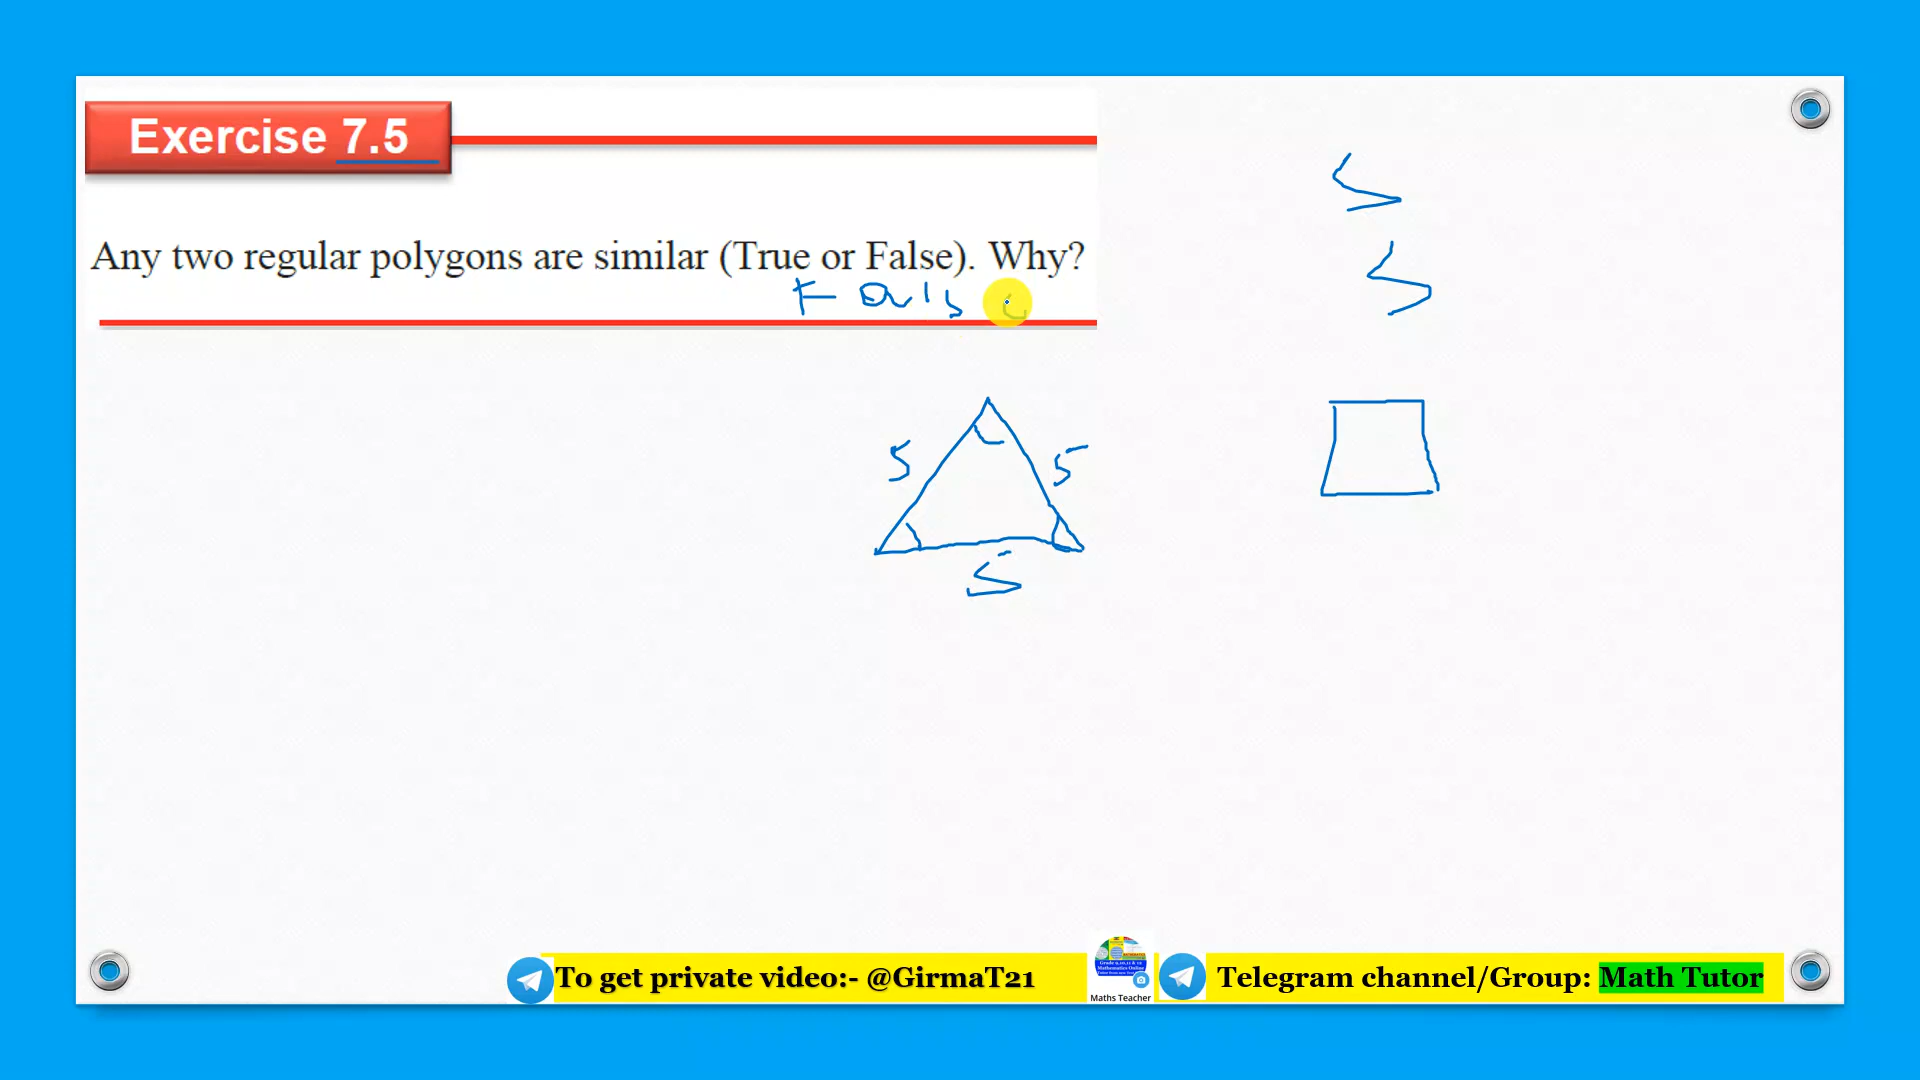 Exercise 7.5
Any two regular polygons are similar (True or False). Why?
False
5
5
5
5
5
To get private video:- @GirmaT21
Maths Teacher
Telegram channel/Group: Math Tutor